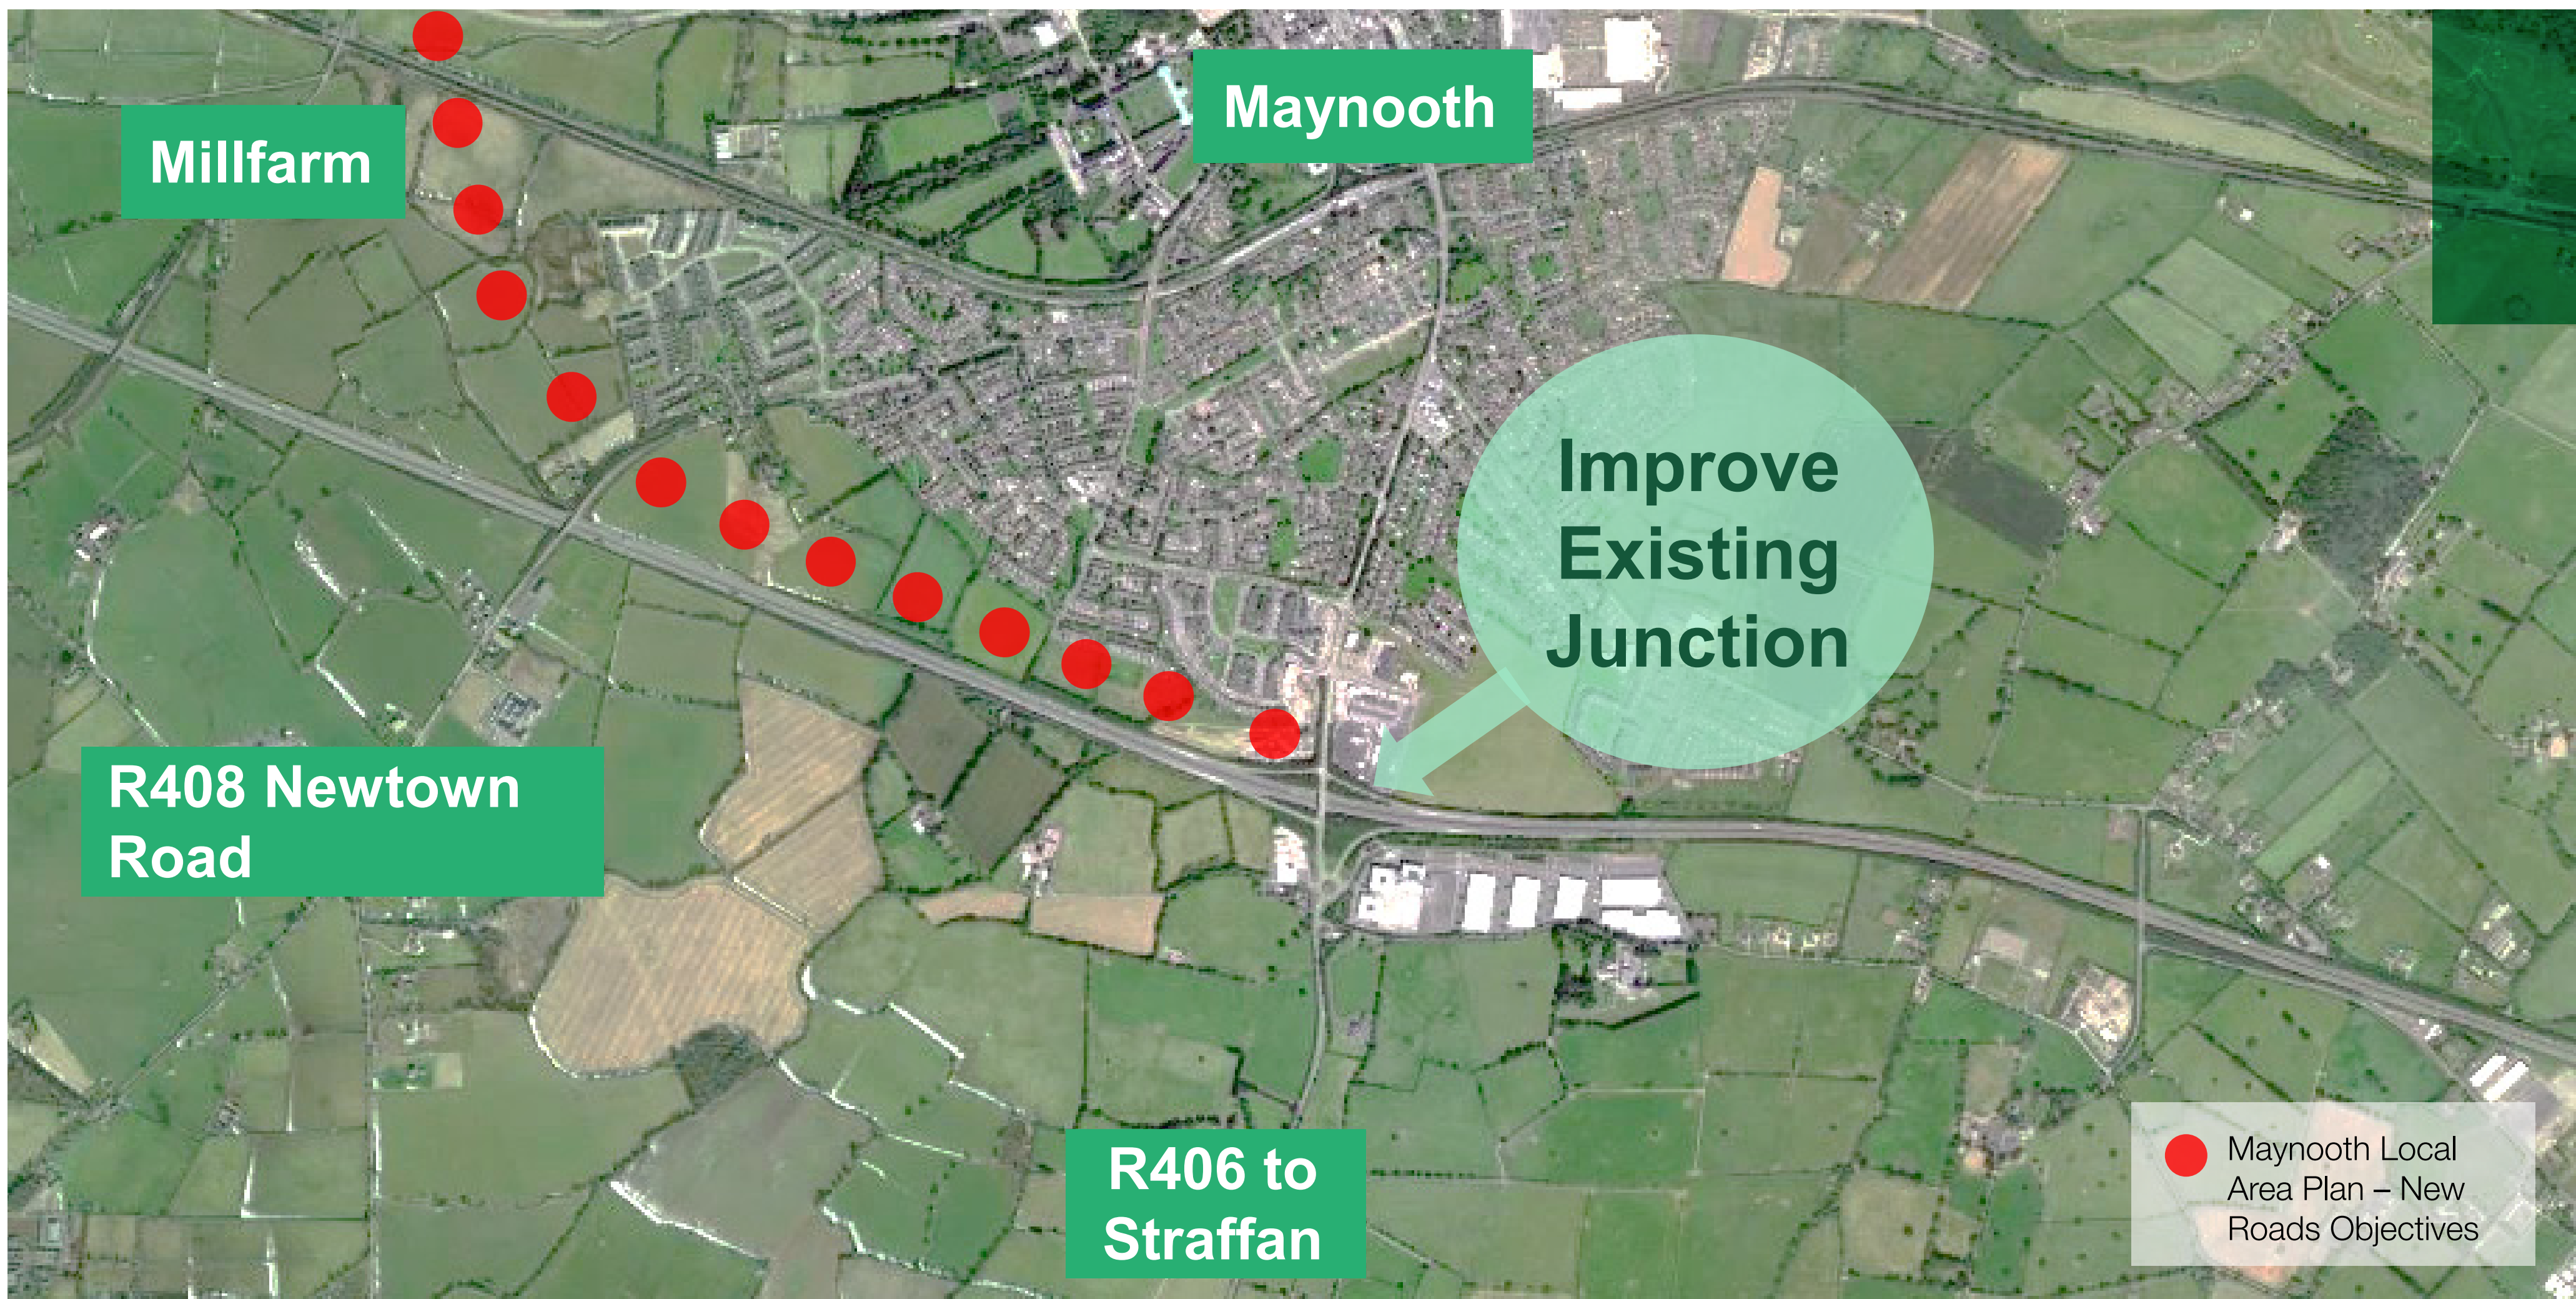 Maynooth
Millfarm
Improve
Existing
Junction
R408 Newtown
Road
R406 to
Straffan
Maynooth Local
Area Plan – New
Roads Objectives